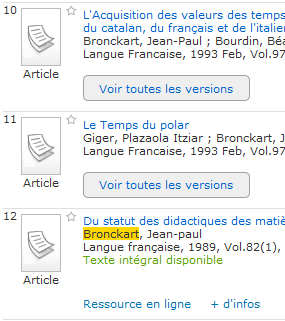 10
L'Acquisition des valeurs des temps
du catalan, du français et de l'italie
Bronckart, Jean-Paul ; Bourdin, Béa
Langue Francaise, 1993 Feb, Vol.97
Article
Voir toutes les versions
11
Le Temps du polar
Giger, Plazaola Itziar ; Bronckart, J
Langue Francaise, 1993 Feb, Vol.97
Article
Voir toutes les versions
12
Du statut des didactiques des matiè
Bronckart, Jean-paul
Langue française, 1989, Vol.82(1),
Texte intégral disponible
Article
Ressource en ligne + d'infos